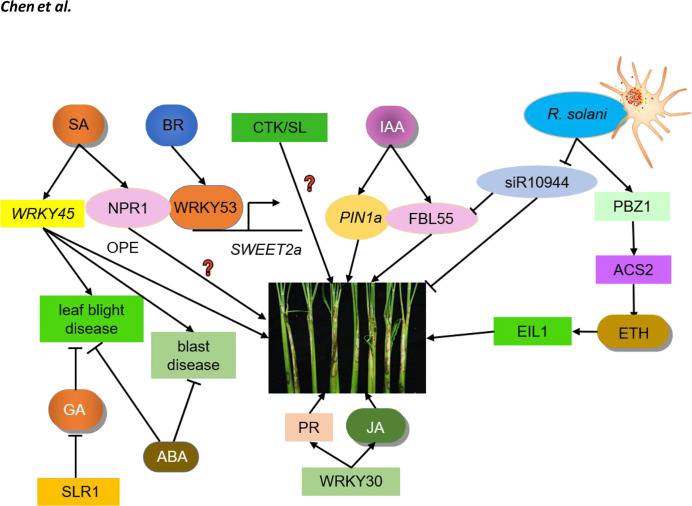 Chen et al.
SA
BR
CTK/SL
IAA
R. solani
siR10944
WRKY45
NPR1
WRKY53
?
PIN1a
FBL55
PBZ1
OPE
SWEET2a
?
ACS2
leaf blight
disease
blast
disease
EIL1
ETH
GA
PR
JA
ABA
WRKY30
SLR1